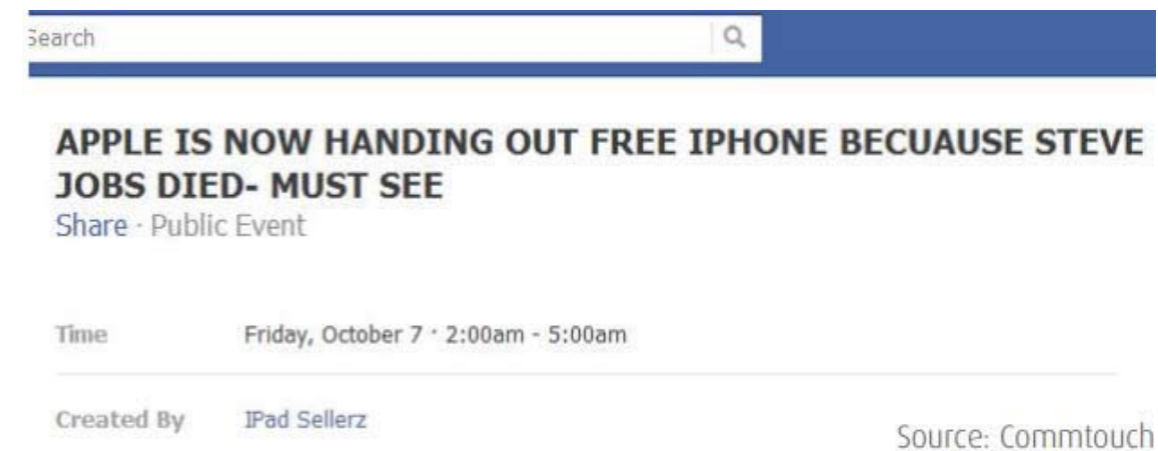 Search
APPLE IS NOW HANDING OUT FREE IPHONE BECUAUSE STEVE
JOBS DIED- MUST SEE
Share · Public Event
Time Friday, October 7 · 2:00am - 5:00am
Created By IPad Sellerz
Source: Commtouch